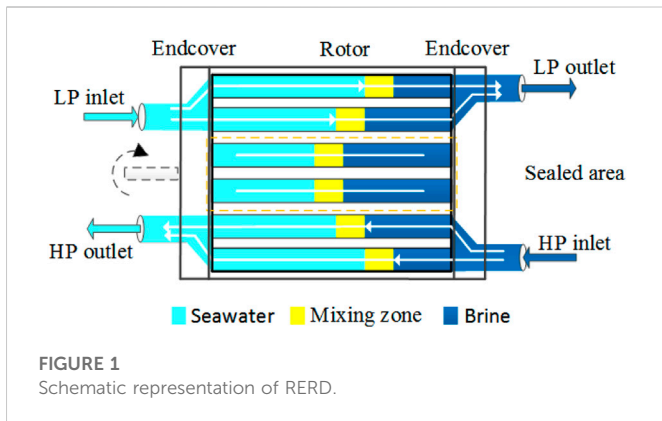 Endcover Rotor Endcover
LP outlet
LP inlet
Sealed area
HP outlet
HP inlet
Seawater Mixing zone Brine
FIGURE 1
Schematic representation of RERD.